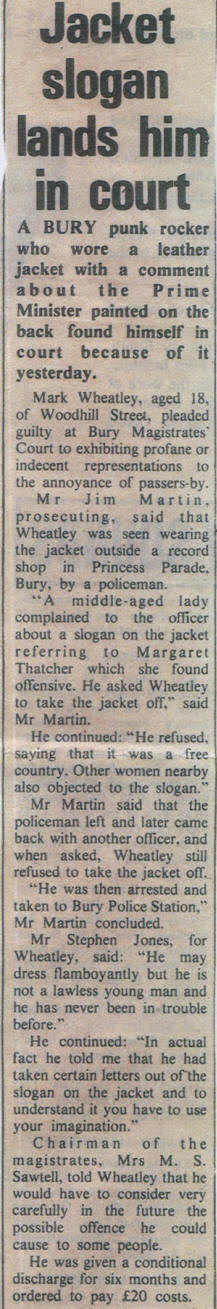 Jacket
slogan
lands him
in court
A BURY punk rocker
who wore a leather
jacket with a comment
about the Prime
Minister painted on the
back found himself in
court because of it
yesterday.
Mark Wheatley, aged 18,
of Woodhill Street, pleaded
guilty at Bury Magistrates'
Court to exhibiting profane or
indecent representations to
the annoyance of passers-by.
Mr Jim Martin,
prosecuting, said that
Wheatley was seen wearing
the jacket outside a record
shop in Princess Parade,
Bury, by a policeman.
"A middle-aged lady
complained to the officer
about a slogan on the jacket
referring to Margaret
Thatcher which she found
offensive. He asked Wheatley
to take the jacket off," said
Mr Martin.
He continued: "He refused,
saying that it was a free
country. Other women nearby
also objected to the slogan."
Mr Martin said that the
policeman left and later came
back with another officer, and
when asked, Wheatley still
refused to take the jacket off.
"He was then arrested and
taken to Bury Police Station,"
Mr Martin concluded.
Mr Stephen Jones, for
Wheatley, said: "He may
dress flamboyantly but he is
not a lawless young man and
he has never been in trouble
before."
He continued: "In actual
fact he told me that he had
taken certain letters out of the
slogan on the jacket and to
understand it you have to use
your imagination."
Chairman of the
magistrates, Mrs M. S.
Sawtell, told Wheatley that he
would have to consider very
carefully in the future the
possible offence he could
cause to some people.
He was given a conditional
discharge for six months and
ordered to pay £20 costs.